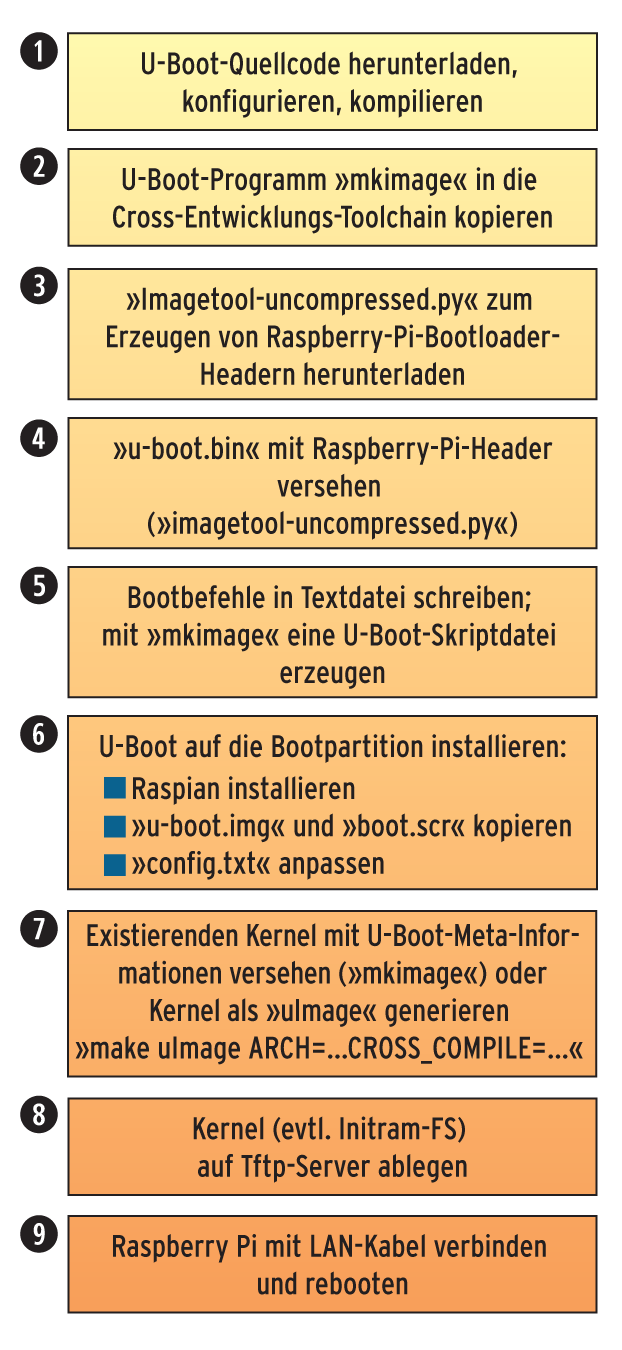 1
U-Boot-Quellcode herunterladen,
konfigurieren, kompilieren
2
U-Boot-Programm »mkimage« in die
Cross-Entwicklungs-Toolchain kopieren
3
»Imagetool-uncompressed.py« zum
Erzeugen von Raspberry-Pi-Bootloader-
Headern herunterladen
4
»u-boot.bin« mit Raspberry-Pi-Header
versehen
(»imagetool-uncompressed.py«)
5
Bootbefehle in Textdatei schreiben;
mit »mkimage« eine U-Boot-Skriptdatei
erzeugen
6
U-Boot auf die Bootpartition installieren:
Raspian installieren
»u-boot.img« und »boot.scr« kopieren
»config.txt« anpassen
7
Existierenden Kernel mit U-Boot-Meta-Infor-
mationen versehen (»mkimage«) oder
Kernel als »uImage« generieren
»make uImage ARCH=...CROSS_COMPILE=...«
8
Kernel (evtl. Initram-FS)
auf Tftp-Server ablegen
9
Raspberry Pi mit LAN-Kabel verbinden
und rebooten